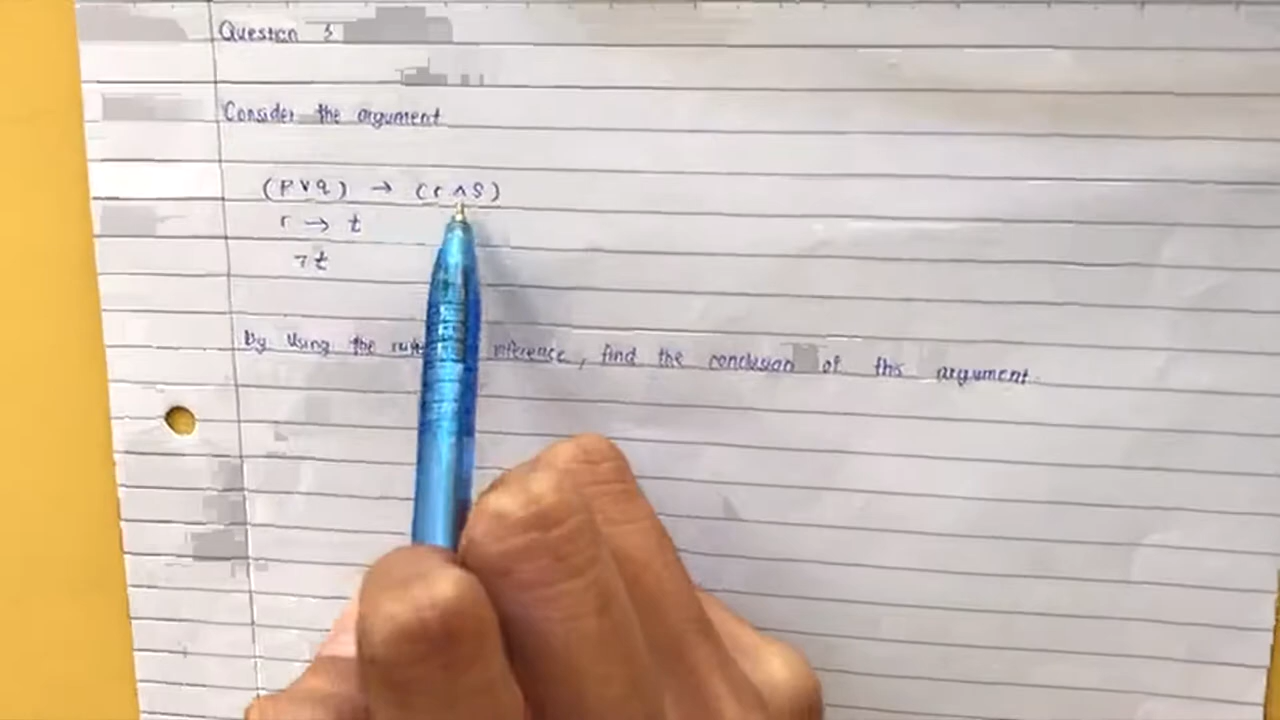 Question 3
Consider the argument
(P ∨ q) → (r ∧ S)
r → t
¬t
By using the inference, find the conclusion of this argument.